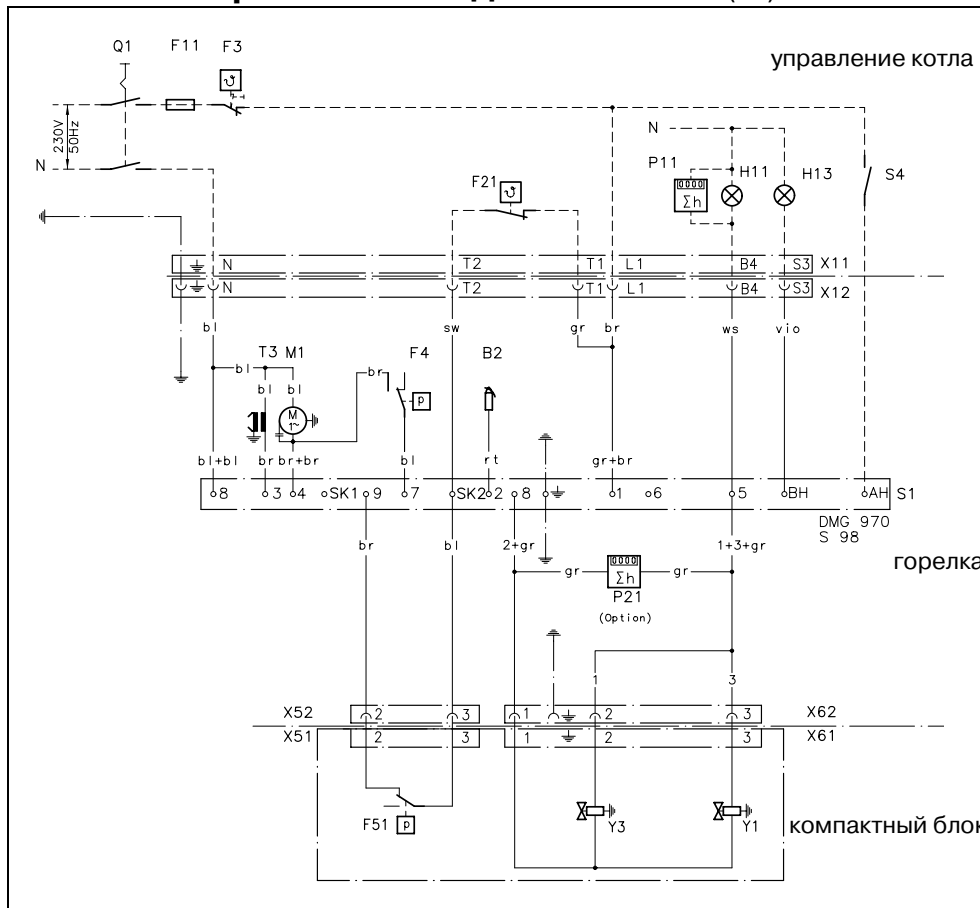 Q1 F11 F3
управление котла
230V
50Hz
N
N
P11
H11
H13
S4
0000
Σh
F21
ϑ
ϑ
N T2 T1 L1 B4 S3 X11
N T2 T1 L1 B4 S3 X12
bl sw gr br ws vio
T3 M1 F4 B2
bl br
bl bl
M
1~
p
bl+bl br br+br bl rt gr+br
8 3 4 SK1 9 7 SK2 2 8 1 6 5 BH AH S1
DMG 970
S 98
br bl 2+gr 1+3+gr
горелка
gr 0000 gr
Σh
P21
(Option)
1 3
X52 2 3 1 2 3 X62
X51 2 3 1 2 3 X61
F51 p
Y3 Y1
компактный блок